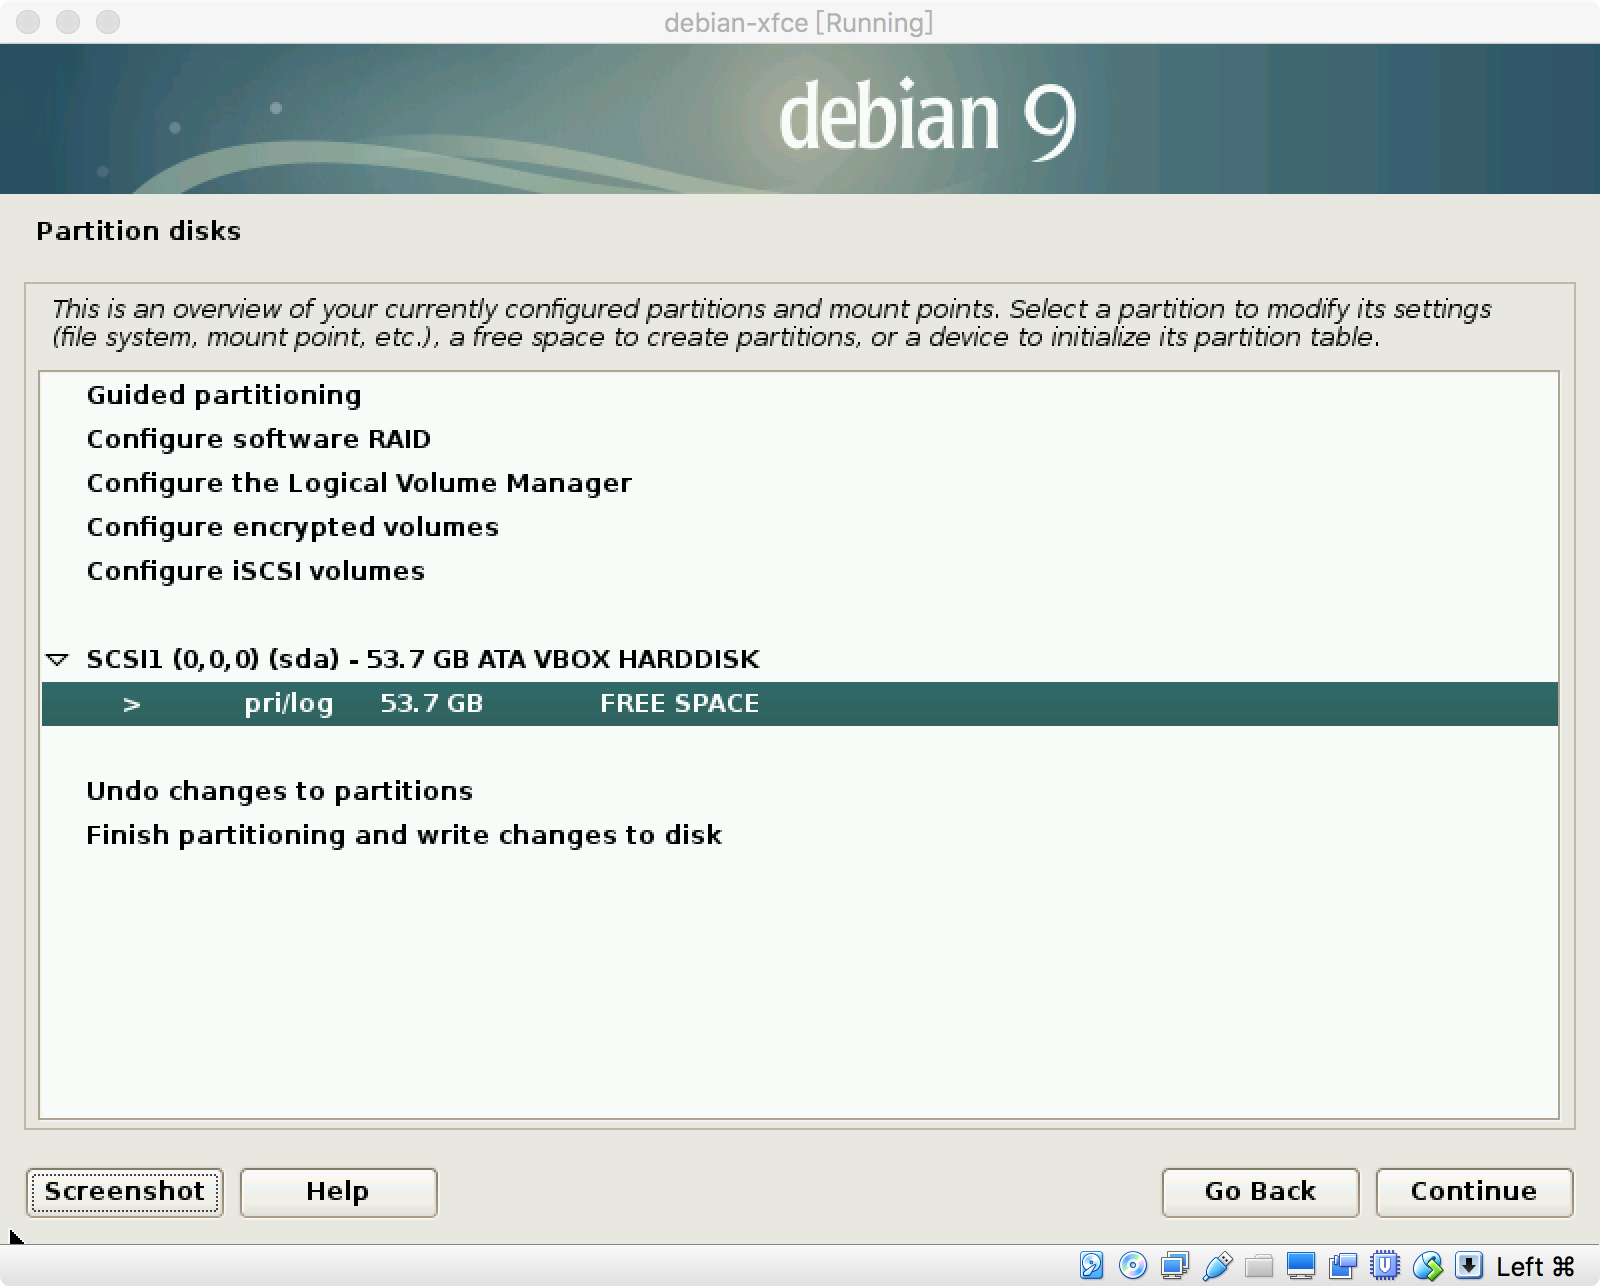 debian-xfce [Running]
debian 9
Partition disks
This is an overview of your currently configured partitions and mount points. Select a partition to modify its settings
(file system, mount point, etc.), a free space to create partitions, or a device to initialize its partition table.
Guided partitioning
Configure software RAID
Configure the Logical Volume Manager
Configure encrypted volumes
Configure iSCSI volumes
SCSI1 (0,0,0) (sda) - 53.7 GB ATA VBOX HARDDISK
> pri/log 53.7 GB FREE SPACE
Undo changes to partitions
Finish partitioning and write changes to disk
Screenshot Help Go Back Continue
Left ⌘